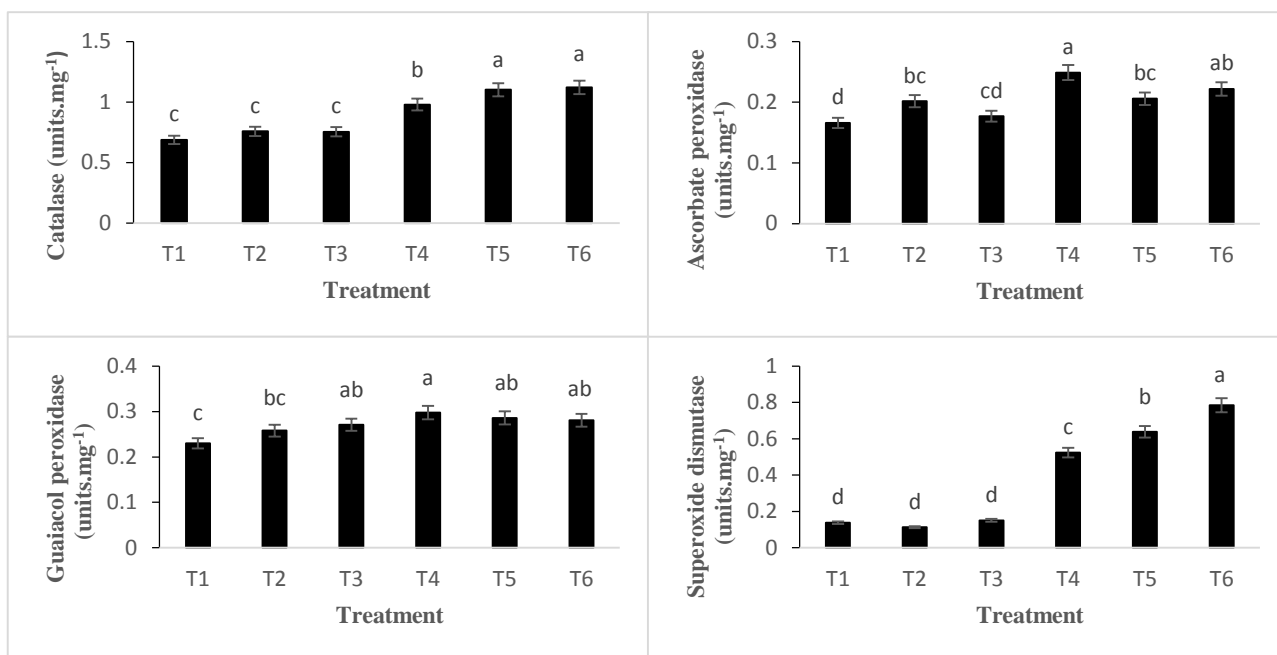 Catalase (units.mg-1)
1.5
1
0.5
0
c
c
c
b
a
a
T1 T2 T3 T4 T5 T6
Treatment
Ascorbate peroxidase
(units.mg-1)
0.3
0.2
0.1
0
d
bc
cd
a
bc
ab
T1 T2 T3 T4 T5 T6
Treatment
Guaiacol peroxidase
(units.mg-1)
0.4
0.3
0.2
0.1
0
c
bc
ab
a
ab
ab
T1 T2 T3 T4 T5 T6
Treatment
Superoxide dismutase
(units.mg-1)
1
0.8
0.6
0.4
0.2
0
d
d
d
c
b
a
T1 T2 T3 T4 T5 T6
Treatment